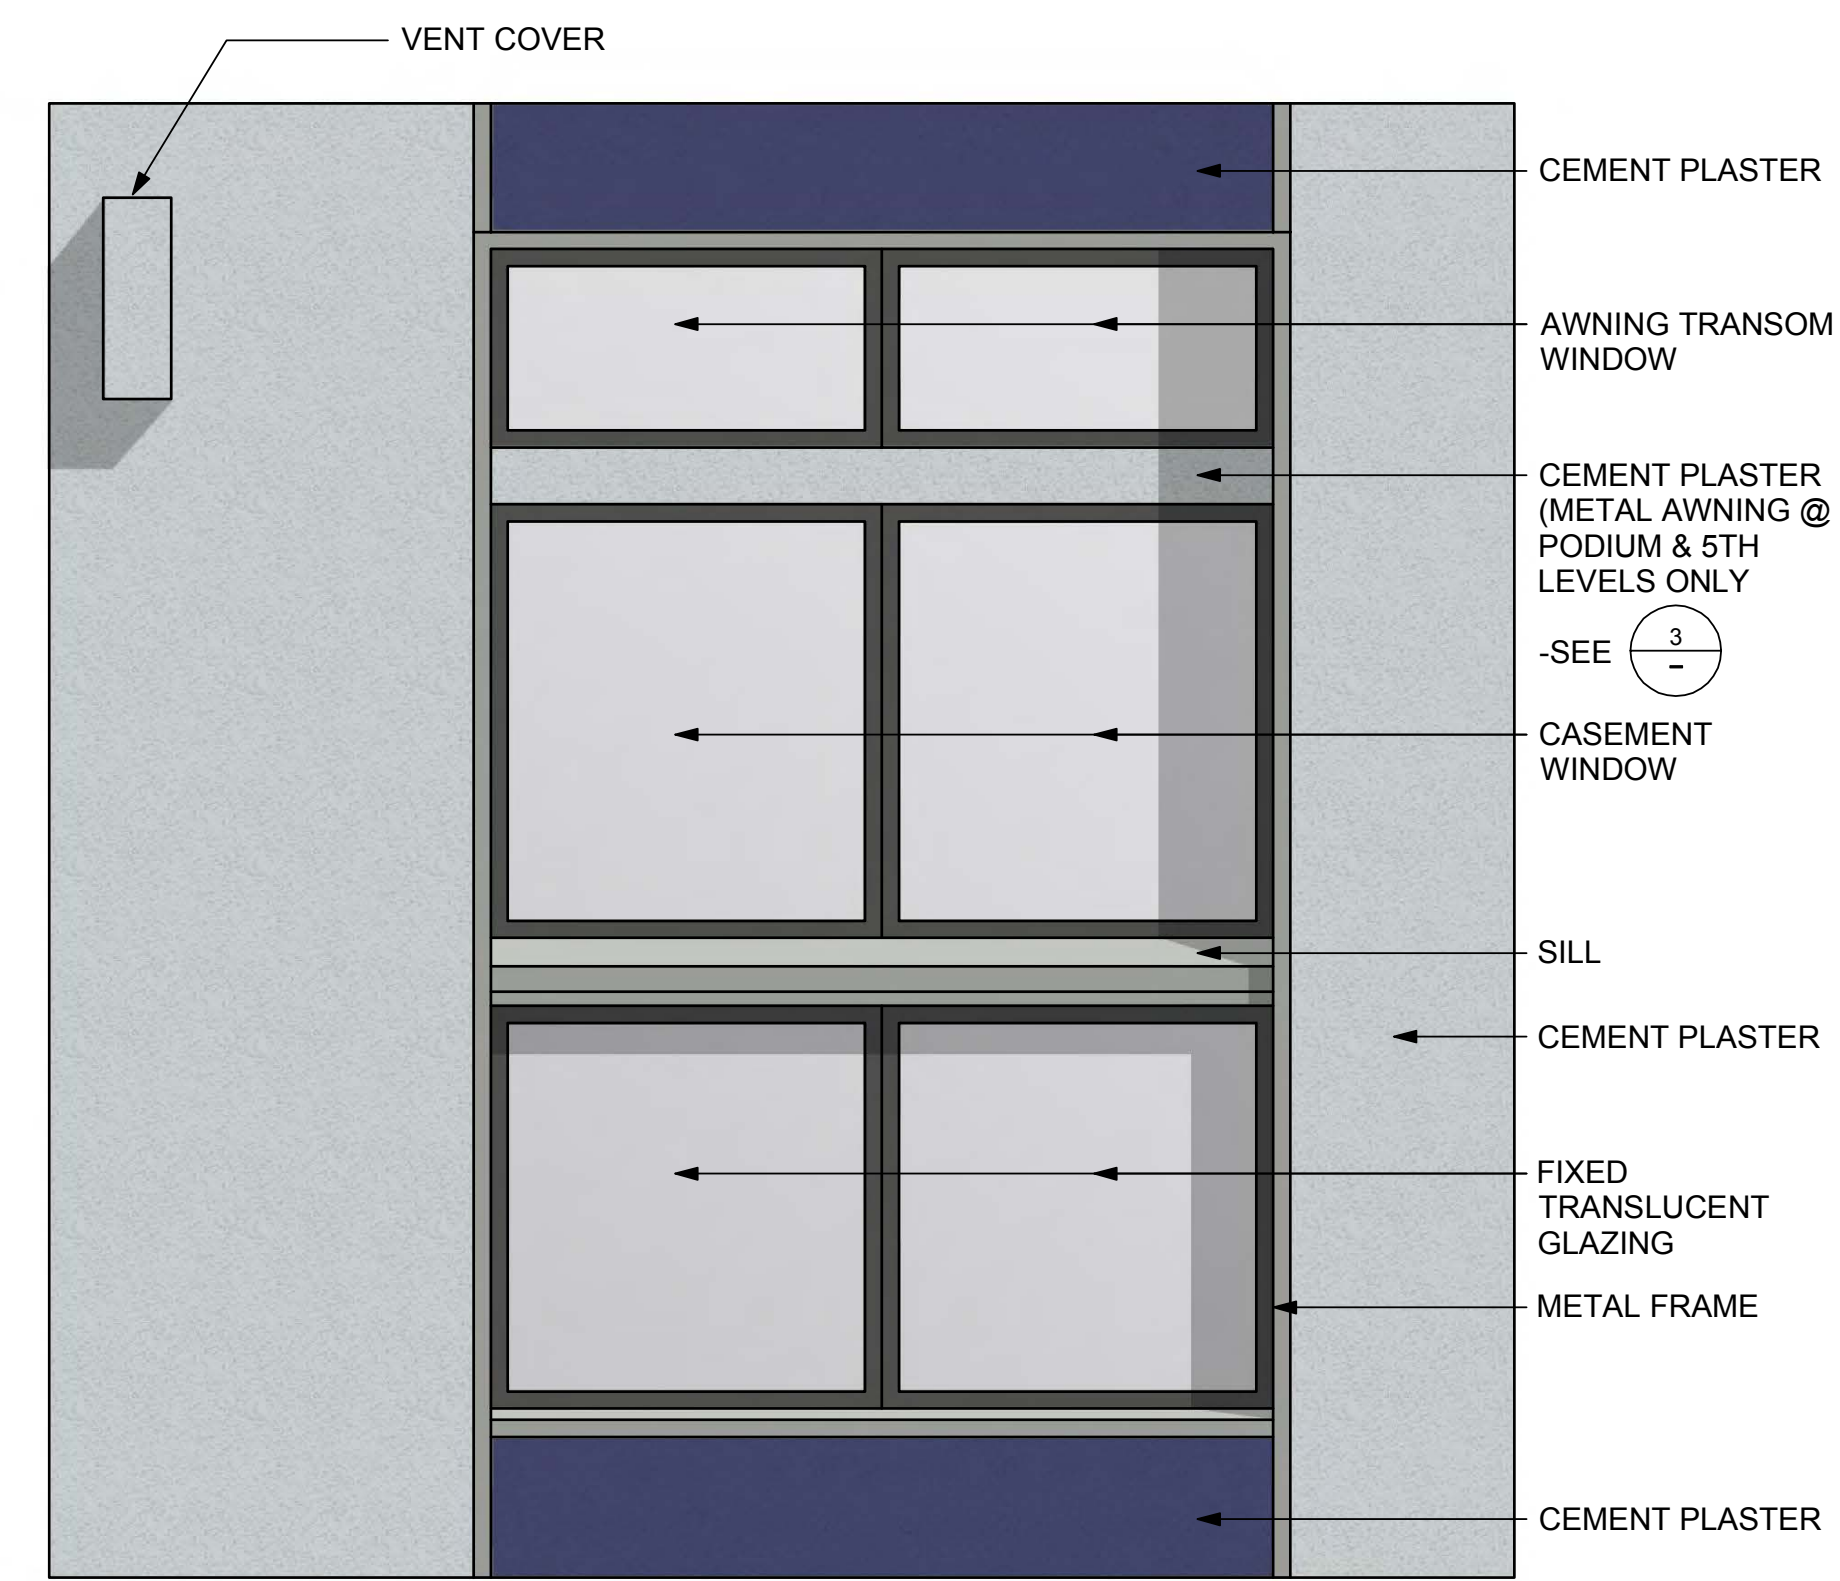 VENT COVER
CEMENT PLASTER
AWNING TRANSOM
WINDOW
CEMENT PLASTER
(METAL AWNING @
PODIUM & 5TH
LEVELS ONLY
-SEE 3
–
CASEMENT
WINDOW
SILL
CEMENT PLASTER
FIXED
TRANSLUCENT
GLAZING
METAL FRAME
CEMENT PLASTER